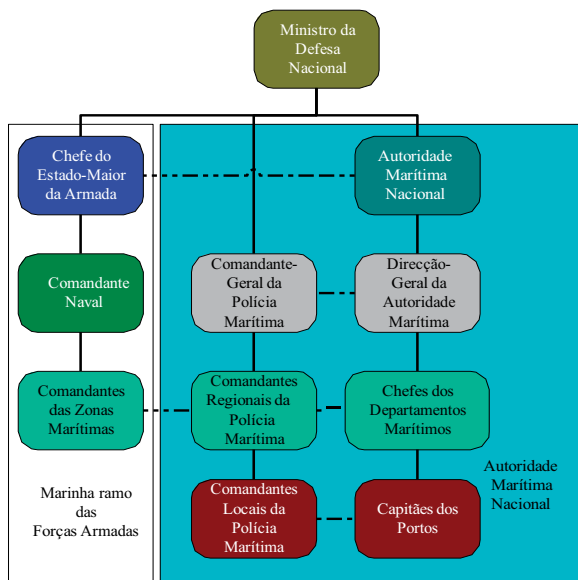 Ministro da
Defesa
Nacional
Chefe do
Estado-Maior
da Armada
Autoridade
Marítima
Nacional
Comandante
Naval
Comandante-
Geral da
Polícia
Marítima
Direcção-
Geral da
Autoridade
Marítima
Comandantes
das Zonas
Marítimas
Comandantes
Regionais da
Polícia
Marítima
Chefes dos
Departamentos
Marítimos
Marinha ramo
das
Forças Armadas
Comandantes
Locais da
Polícia
Marítima
Capitães dos
Portos
Autoridade
Marítima
Nacional